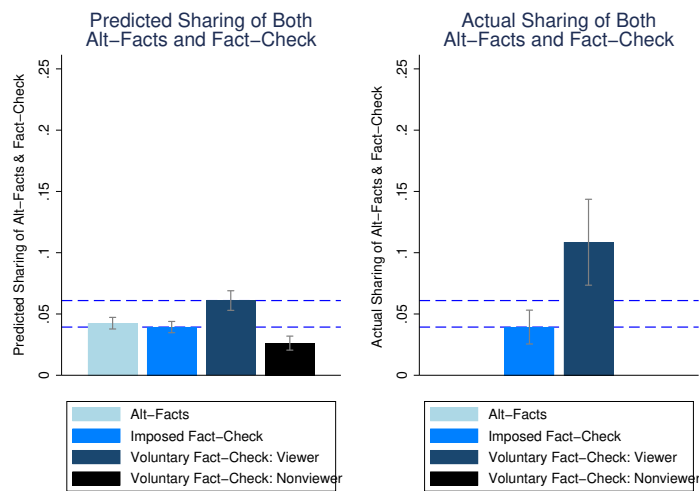 Predicted Sharing of Both
Alt−Facts and Fact−Check
Predicted Sharing of Alt−Facts & Fact−Check
.25
.2
.15
.1
.05
0
Alt−Facts
Imposed Fact−Check
Voluntary Fact−Check: Viewer
Voluntary Fact−Check: Nonviewer
Actual Sharing of Both
Alt−Facts and Fact−Check
Actual Sharing of Alt−Facts & Fact−Check
.25
.2
.15
.1
.05
0
Alt−Facts
Imposed Fact−Check
Voluntary Fact−Check: Viewer
Voluntary Fact−Check: Nonviewer